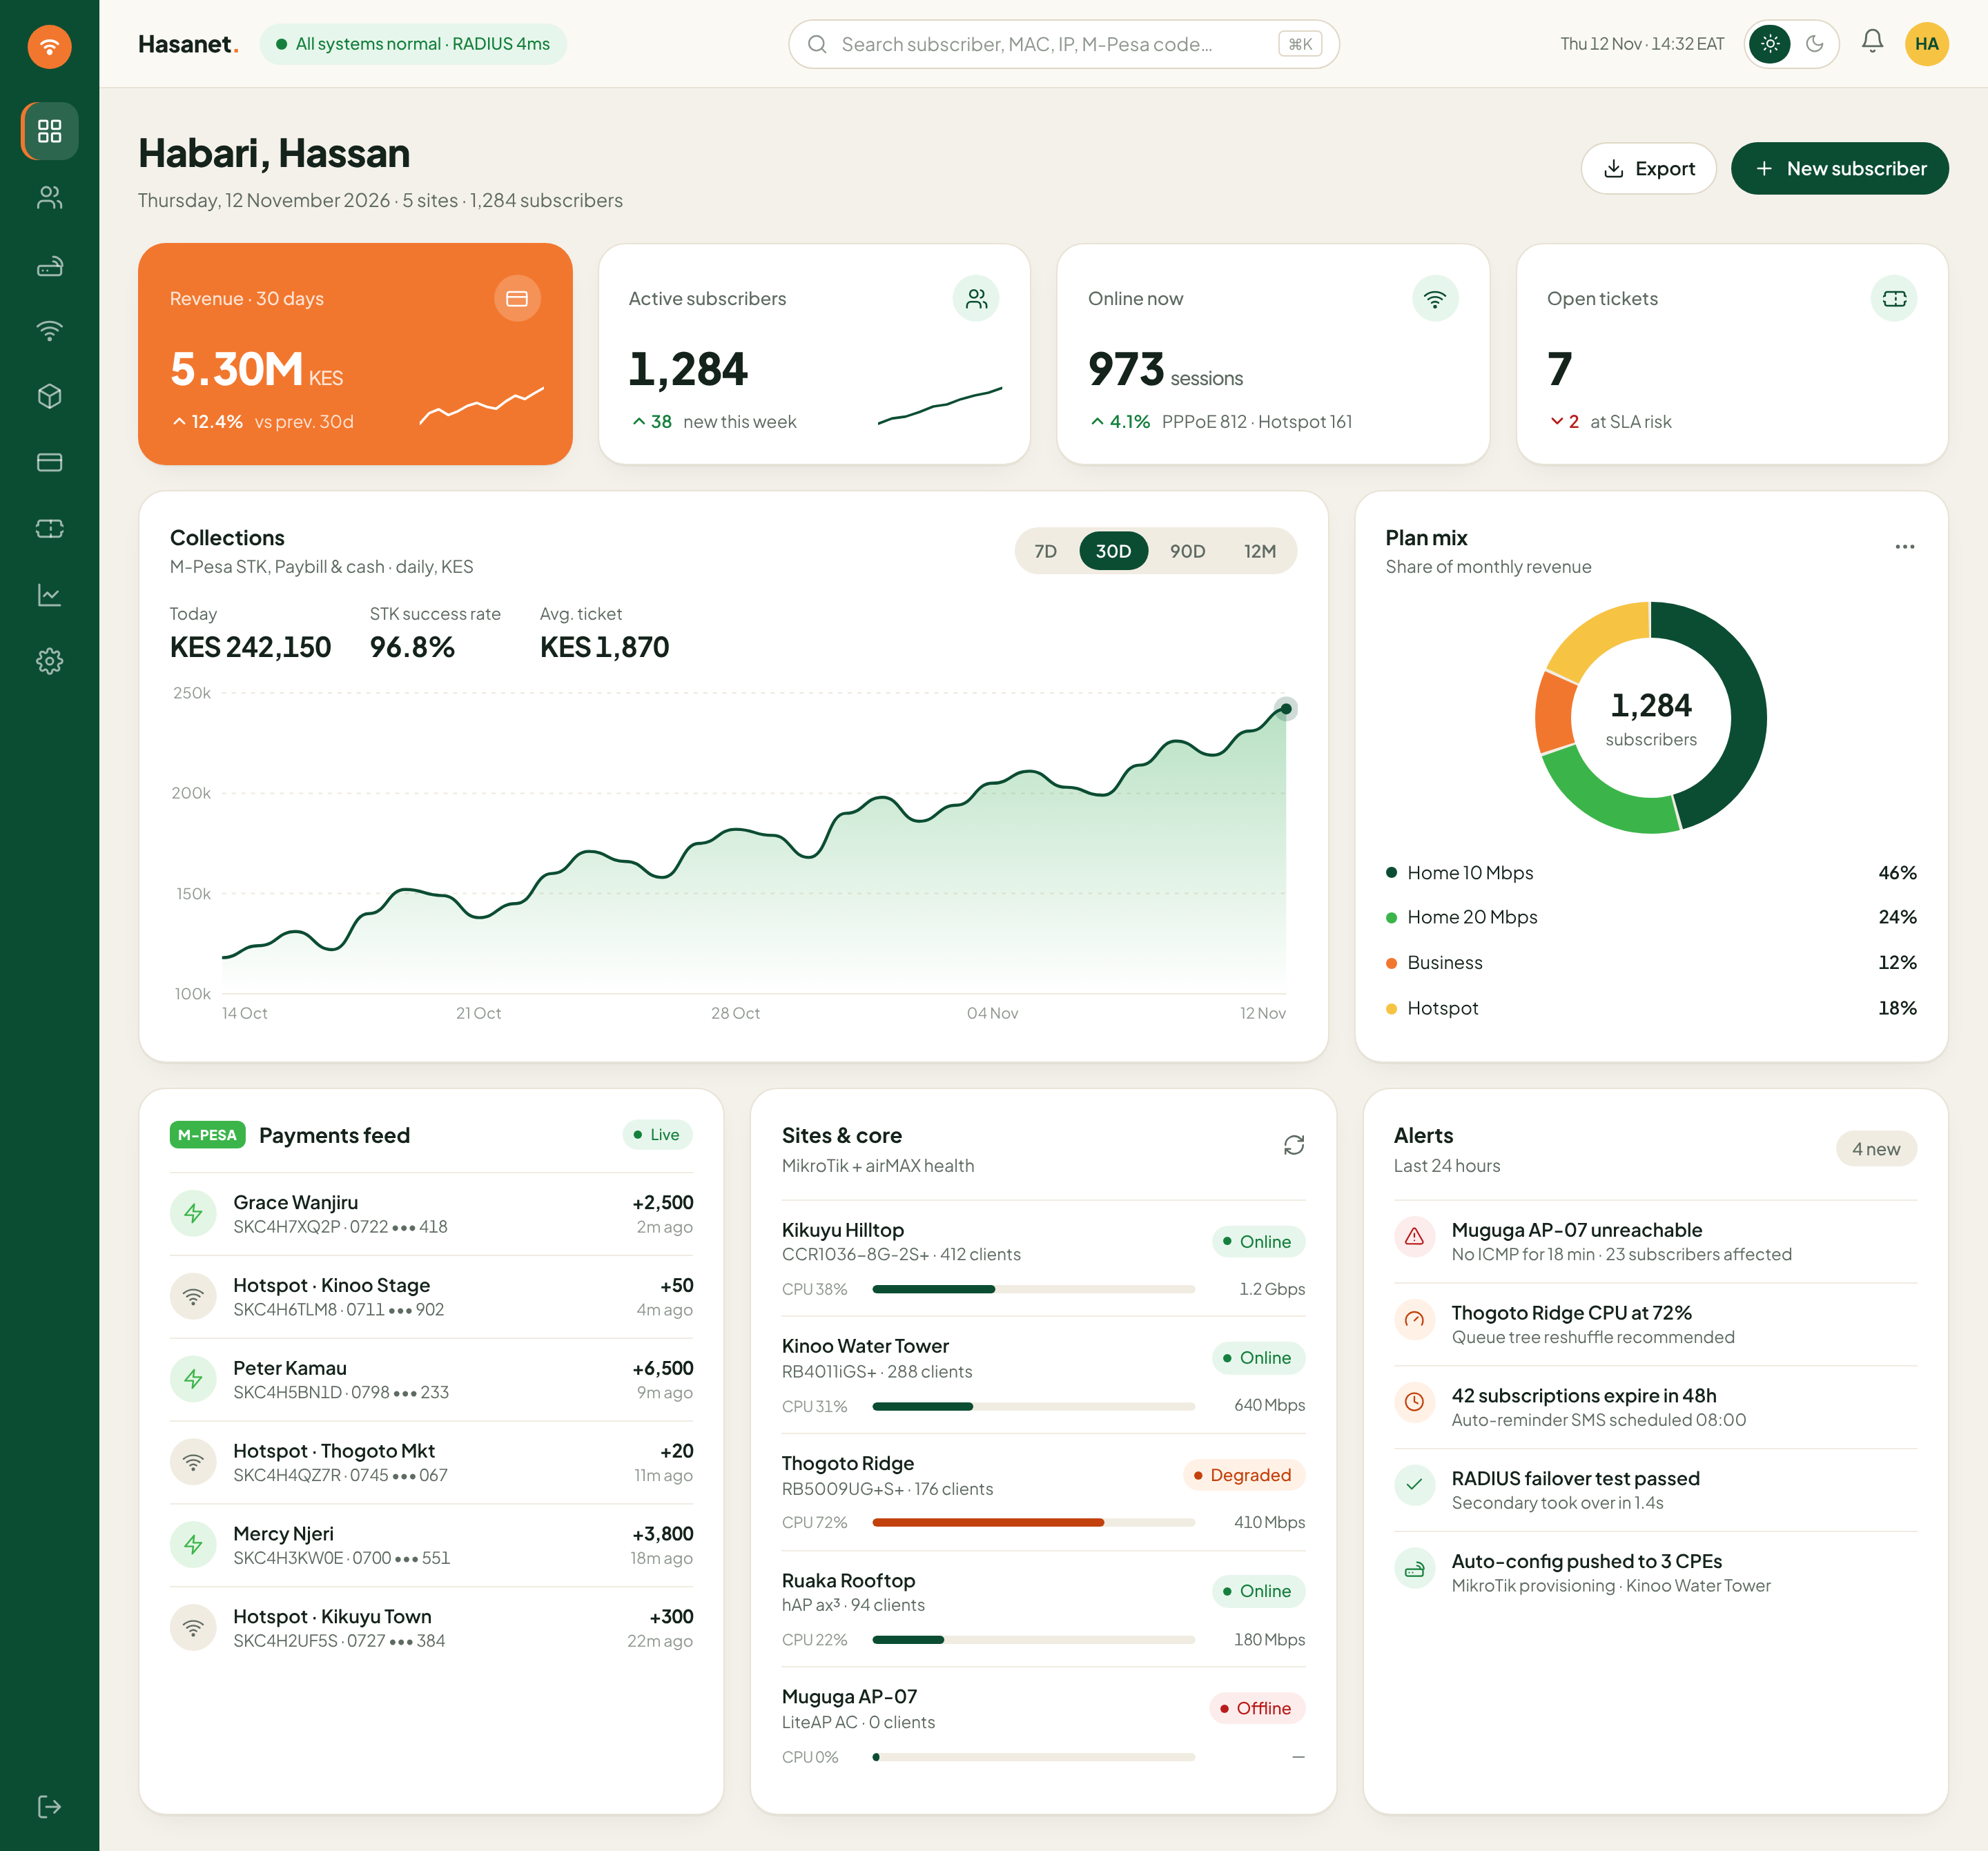 Hasanet.
All systems normal · RADIUS 4ms
Search subscriber, MAC, IP, M-Pesa code…
⌘K
Thu 12 Nov · 14:32 EAT
HA
Habari, Hassan
Thursday, 12 November 2026 · 5 sites · 1,284 subscribers
Export
New subscriber
Revenue · 30 days
5.30M KES
12.4% vs prev. 30d
Active subscribers
1,284
38 new this week
Online now
973 sessions
4.1% PPPoE 812 · Hotspot 161
Open tickets
7
2 at SLA risk
Collections
M-Pesa STK, Paybill & cash · daily, KES
7D 30D 90D 12M
Today
KES 242,150
STK success rate
96.8%
Avg. ticket
KES 1,870
250k
200k
150k
100k
14 Oct 21 Oct 28 Oct 04 Nov 12 Nov
Plan mix
Share of monthly revenue
1,284
subscribers
Home 10 Mbps 46%
Home 20 Mbps 24%
Business 12%
Hotspot 18%
M-PESA Payments feed
Live
Grace Wanjiru +2,500
SKC4H7XQ2P · 0722 ••• 418 2m ago
Hotspot · Kinoo Stage +50
SKC4H6TLM8 · 0711 ••• 902 4m ago
Peter Kamau +6,500
SKC4H5BN1D · 0798 ••• 233 9m ago
Hotspot · Thogoto Mkt +20
SKC4H4QZ7R · 0745 ••• 067 11m ago
Mercy Njeri +3,800
SKC4H3KW0E · 0700 ••• 551 18m ago
Hotspot · Kikuyu Town +300
SKC4H2UF5S · 0727 ••• 384 22m ago
Sites & core
MikroTik + airMAX health
Kikuyu Hilltop
CCR1036-8G-2S+ · 412 clients
Online
CPU 38% 1.2 Gbps
Kinoo Water Tower
RB4011iGS+ · 288 clients
Online
CPU 31% 640 Mbps
Thogoto Ridge
RB5009UG+S+ · 176 clients
Degraded
CPU 72% 410 Mbps
Ruaka Rooftop
hAP ax³ · 94 clients
Online
CPU 22% 180 Mbps
Muguga AP-07
LiteAP AC · 0 clients
Offline
CPU 0% —
Alerts
Last 24 hours
4 new
Muguga AP-07 unreachable
No ICMP for 18 min · 23 subscribers affected
Thogoto Ridge CPU at 72%
Queue tree reshuffle recommended
42 subscriptions expire in 48h
Auto-reminder SMS scheduled 08:00
RADIUS failover test passed
Secondary took over in 1.4s
Auto-config pushed to 3 CPEs
MikroTik provisioning · Kinoo Water Tower